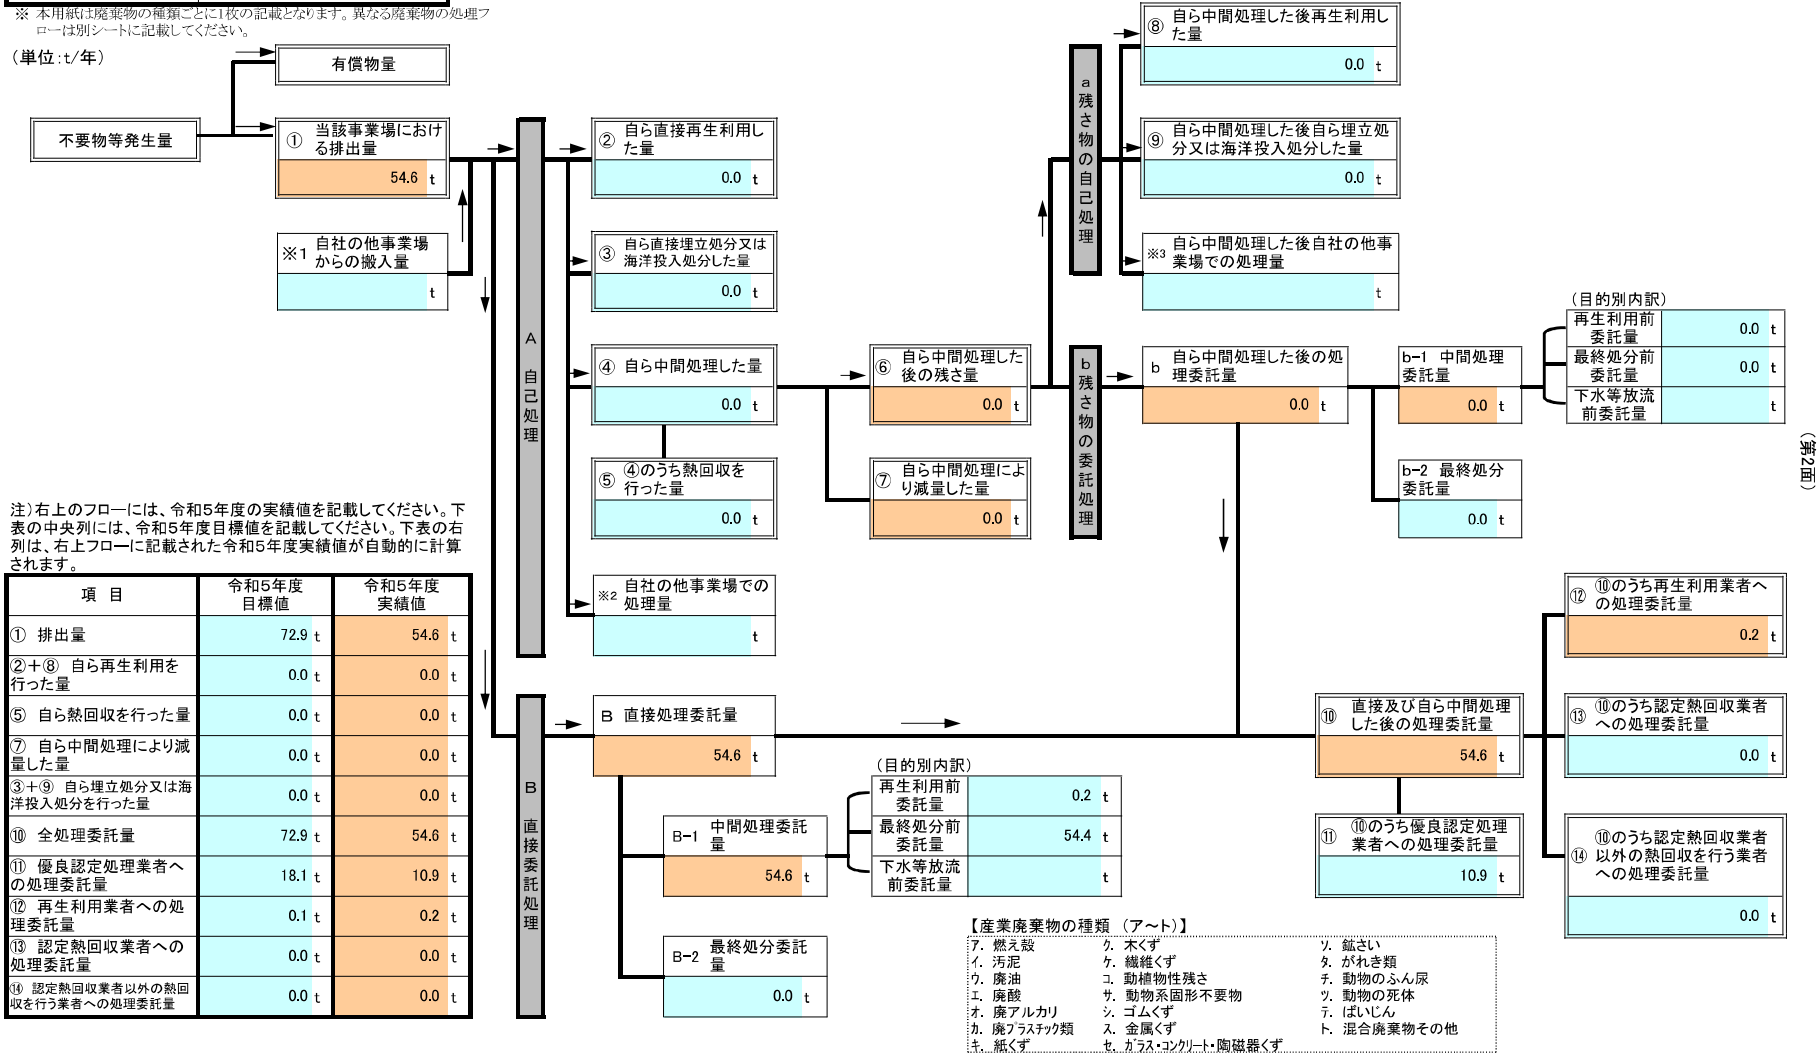 ※ 本用紙は廃棄物の種類ごとに1枚の記載となります。異なる廃棄物の処理フ
ローは別シートに記載してください。
(単位:t/年)
有償物量
不要物等発生量
① 当該事業場におけ
る排出量
54.6 t
※1 自社の他事業場
からの搬入量
t
A 自己処理
② 自ら直接再生利用し
た量
0.0 t
③ 自ら直接埋立処分又は
海洋投入処分した量
0.0 t
④ 自ら中間処理した量
0.0 t
⑤ ④のうち熱回収を
行った量
0.0 t
※2 自社の他事業場での
処理量
t
⑥ 自ら中間処理した
後の残さ量
0.0 t
⑦ 自ら中間処理によ
り減量した量
0.0 t
a 残さ物の自己処理
⑧ 自ら中間処理した後再生利用し
た量
0.0 t
⑨ 自ら中間処理した後自ら埋立処
分又は海洋投入処分した量
0.0 t
※3 自ら中間処理した後自社の他事
業場での処理量
t
b 残さ物の委託処理
b 自ら中間処理した後の処
理委託量
0.0 t
b-1 中間処理
委託量
0.0 t
b-2 最終処分
委託量
0.0 t
(目的別内訳)
再生利用前
委託量
0.0 t
最終処分前
委託量
0.0 t
下水等放流
前委託量
t
(第2面)
注)右上のフローには、令和5年度の実績値を記載してください。下
表の中央列には、令和5年度目標値を記載してください。下表の右
列は、右上フローに記載された令和5年度実績値が自動的に計算
されます。
項 目
令和5年度
目標値
令和5年度
実績値
① 排出量 72.9 t 54.6 t
②+⑧ 自ら再生利用を
行った量 0.0 t 0.0 t
⑤ 自ら熱回収を行った量 0.0 t 0.0 t
⑦ 自ら中間処理により減
量した量 0.0 t 0.0 t
③+⑨ 自ら埋立処分又は海
洋投入処分を行った量 0.0 t 0.0 t
⑩ 全処理委託量 72.9 t 54.6 t
⑪ 優良認定処理業者へ
の処理委託量 18.1 t 10.9 t
⑫ 再生利用業者への処
理委託量 0.1 t 0.2 t
⑬ 認定熱回収業者への
処理委託量 0.0 t 0.0 t
⑭ 認定熱回収業者以外の熱回
収を行う業者への処理委託量 0.0 t 0.0 t
B 直接委託処理
B 直接処理委託量
54.6 t
B-1 中間処理委託
量
54.6 t
B-2 最終処分委託
量
0.0 t
(目的別内訳)
再生利用前
委託量
0.2 t
最終処分前
委託量
54.4 t
下水等放流
前委託量
t
⑩ 直接及び自ら中間処理
した後の処理委託量
54.6 t
⑪ ⑩のうち優良認定処理
業者への処理委託量
10.9 t
⑫ ⑩のうち再生利用業者へ
の処理委託量
0.2 t
⑬ ⑩のうち認定熱回収業者
への処理委託量
0.0 t
⑭ ⑩のうち認定熱回収業者
以外の熱回収を行う業者
への処理委託量
0.0 t
【産業廃棄物の種類 (ア~ト)】
ア. 燃え殻 ク. 木くず ソ. 鉱さい
イ. 汚泥 ケ. 繊維くず タ. がれき類
ウ. 廃油 コ. 動植物性残さ チ. 動物のふん尿
エ. 廃酸 サ. 動物系固形不要物 ツ. 動物の死体
オ. 廃アルカリ シ. ゴムくず テ. ばいじん
カ. 廃プラスチック類 ス. 金属くず ト. 混合廃棄物その他
キ. 紙くず セ. ガラス・コンクリート・陶磁器くず